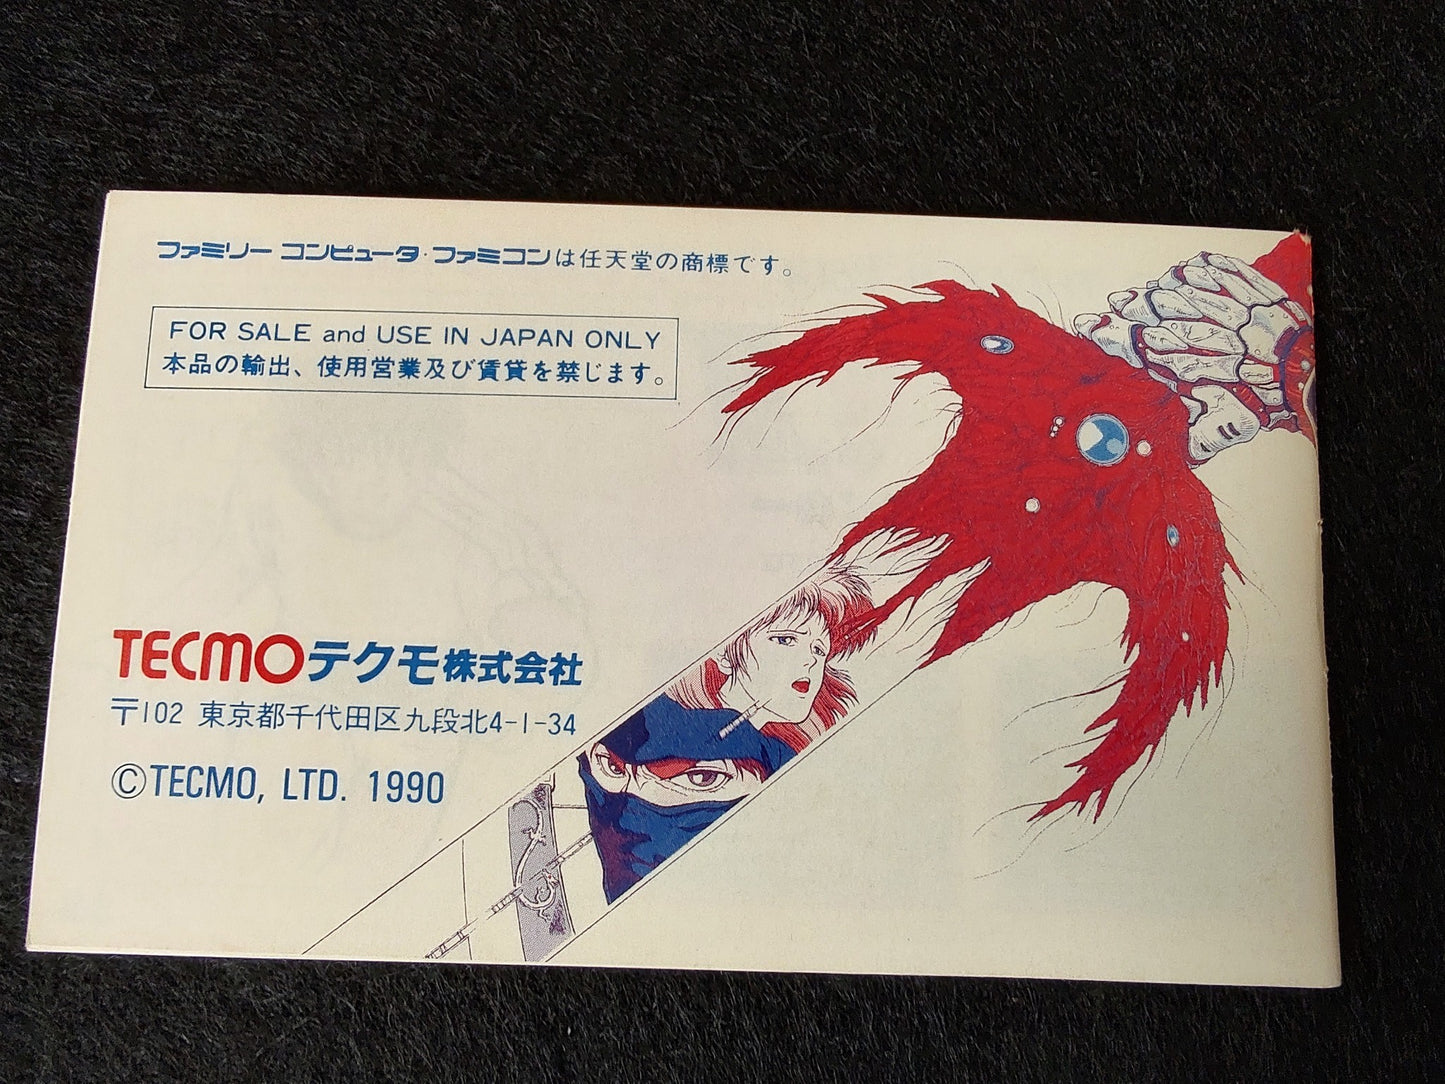 ファミリーコンピュータ・ファミコンは任天堂の商標です。
FOR SALE and USE IN JAPAN ONLY
本品の輸出、使用営業及び賃貸を禁じます。
TECMOテクモ株式会社
〒102 東京都千代田区九段北4-1-34
©TECMO, LTD. 1990